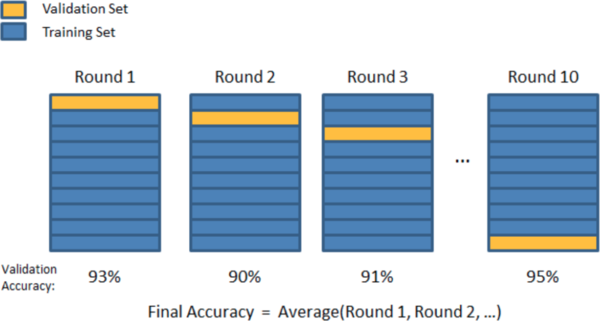 Validation Set
Training Set
Round 1 Round 2 Round 3 Round 10
...
Validation
Accuracy: 93% 90% 91% 95%
Final Accuracy = Average(Round 1, Round 2, ...)